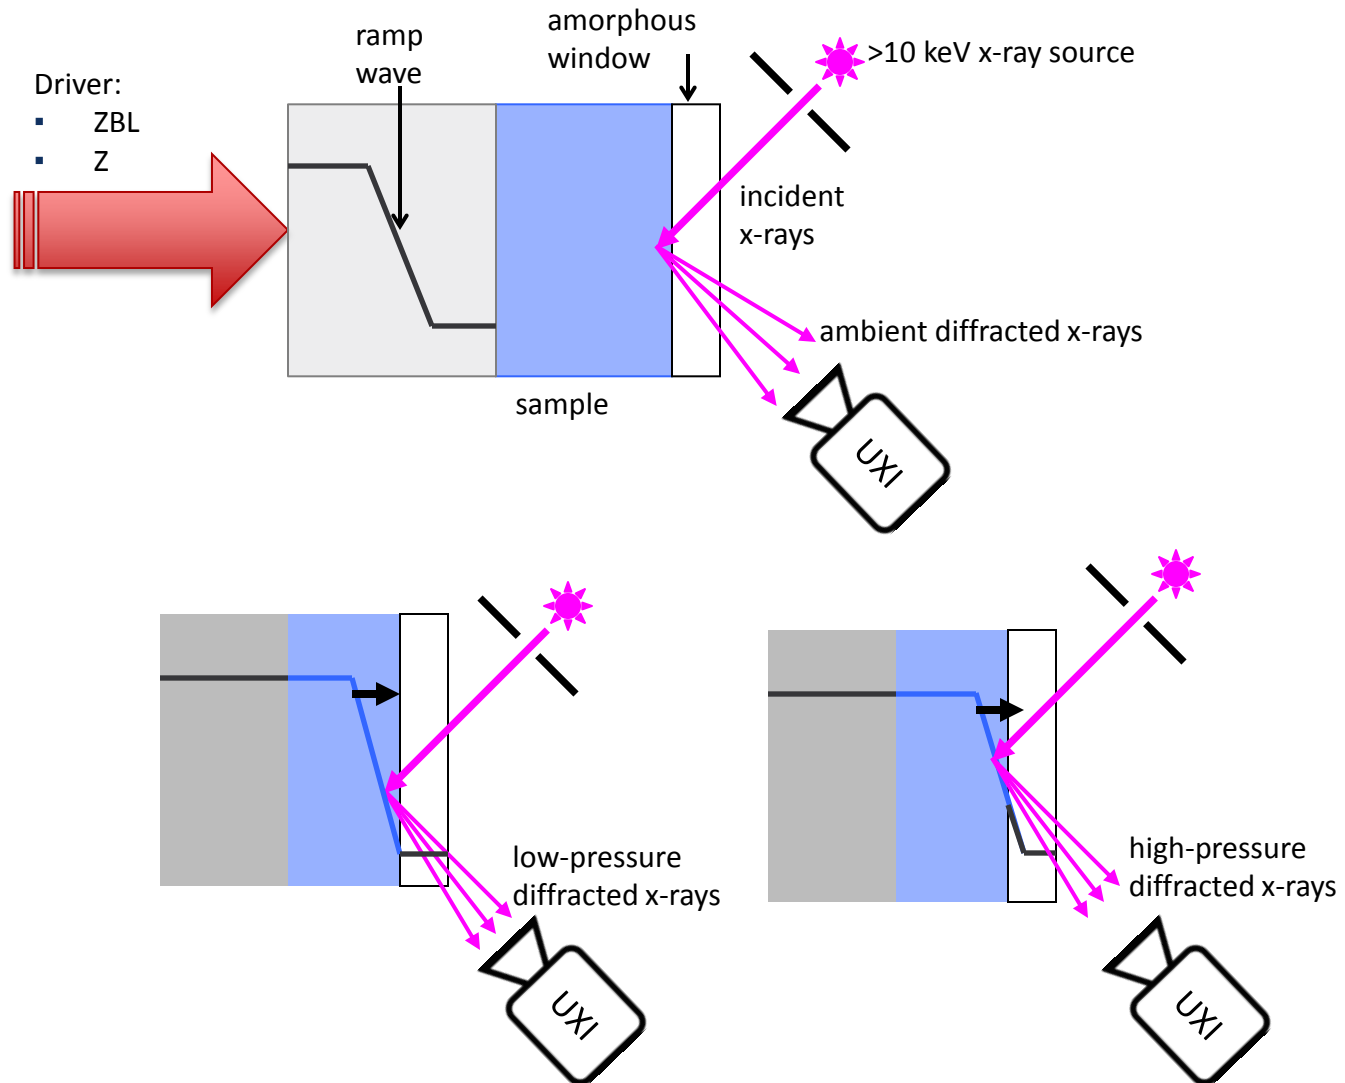 Driver:
▪ ZBL
▪ Z
ramp
wave
amorphous
window
>10 keV x-ray source
incident
x-rays
ambient diffracted x-rays
sample
UXI
low-pressure
diffracted x-rays
UXI
high-pressure
diffracted x-rays
UXI